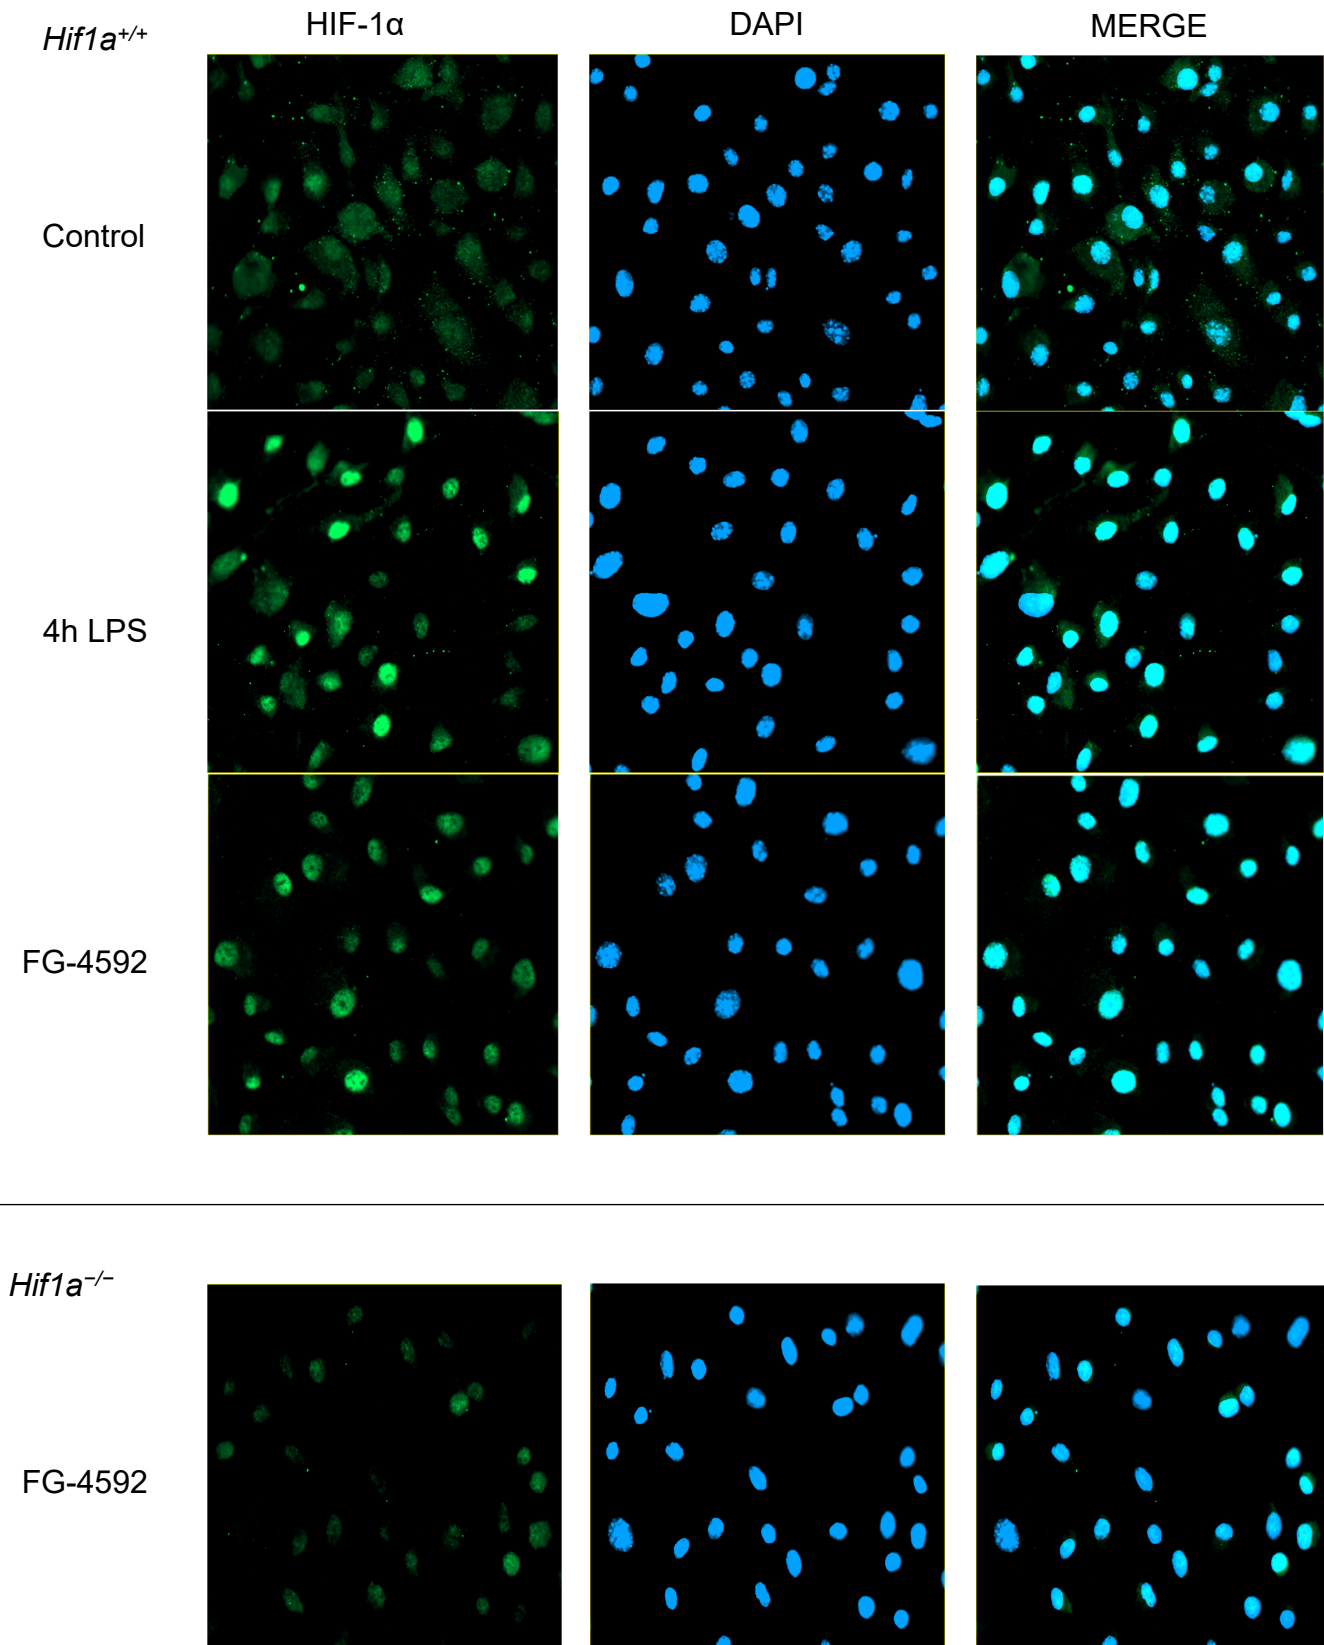 Hif1a⁺/⁺ HIF-1α DAPI MERGE
Control
4h LPS
FG-4592
Hif1a⁻/⁻
FG-4592